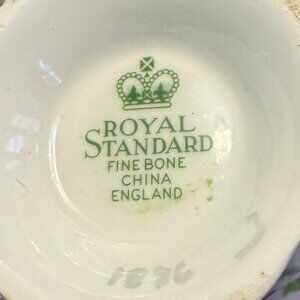 ROYAL
STANDARD
FINE BONE
CHINA
ENGLAND